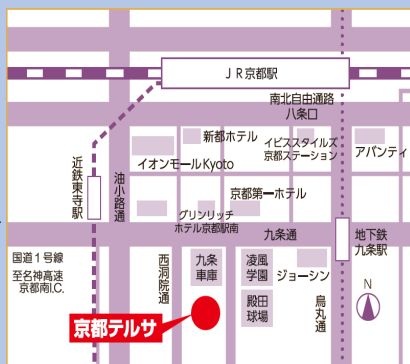 JR京都駅
南北自由通路
八条口
新都ホテル
イビススタイルズ
京都ステーション
アバンティ
イオンモールKyoto
近鉄東寺駅
油小路通
京都第一ホテル
グリンリッチ
ホテル京都駅南
九条通
地下鉄
九条駅
国道1号線
至名神高速
京都南I.C.
西洞院通
九条
車庫
凌風
学園
ジョーシン
殿田
球場
烏丸通
N
京都テルサ